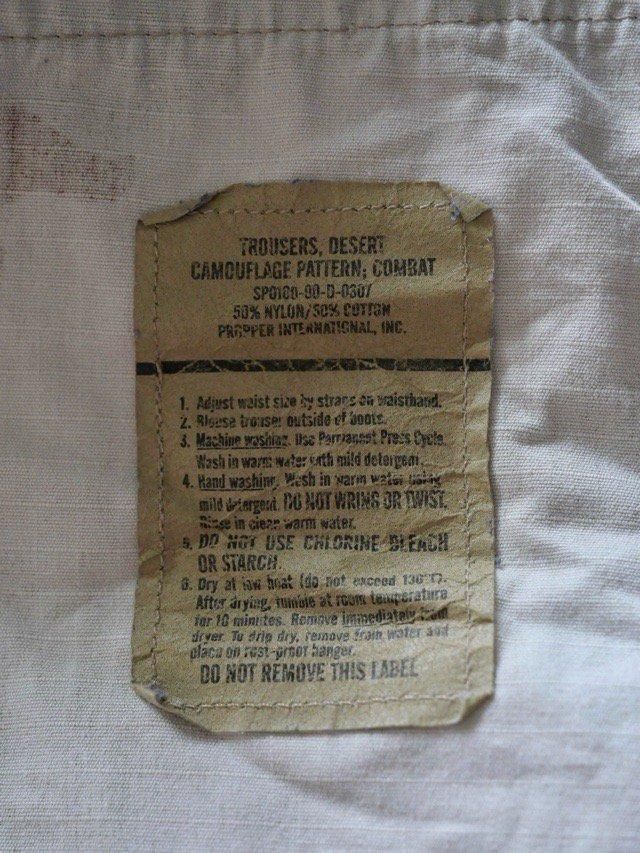 TROUSERS, DESERT
CAMOUFLAGE PATTERN; COMBAT
SPO100-90-D-0307
50% NYLON/50% COTTON
PROPPER INTERNATIONAL, INC.
1. Adjust waist size by straps on waistband.
2. Blouse trouser outside of boots.
3. Machine washing. Use Permanent Press Cycle.
Wash in warm water with mild detergent.
4. Hand washing. Wash in warm water using
mild detergent. DO NOT WRING OR TWIST.
Rinse in clean warm water.
5. DO NOT USE CHLORINE BLEACH
OR STARCH.
6. Dry at low heat (do not exceed 130°F).
After drying, tumble at room temperature
for 10 minutes. Remove immediately from
dryer. To drip dry, remove from water and
place on rust-proof hanger.
DO NOT REMOVE THIS LABEL